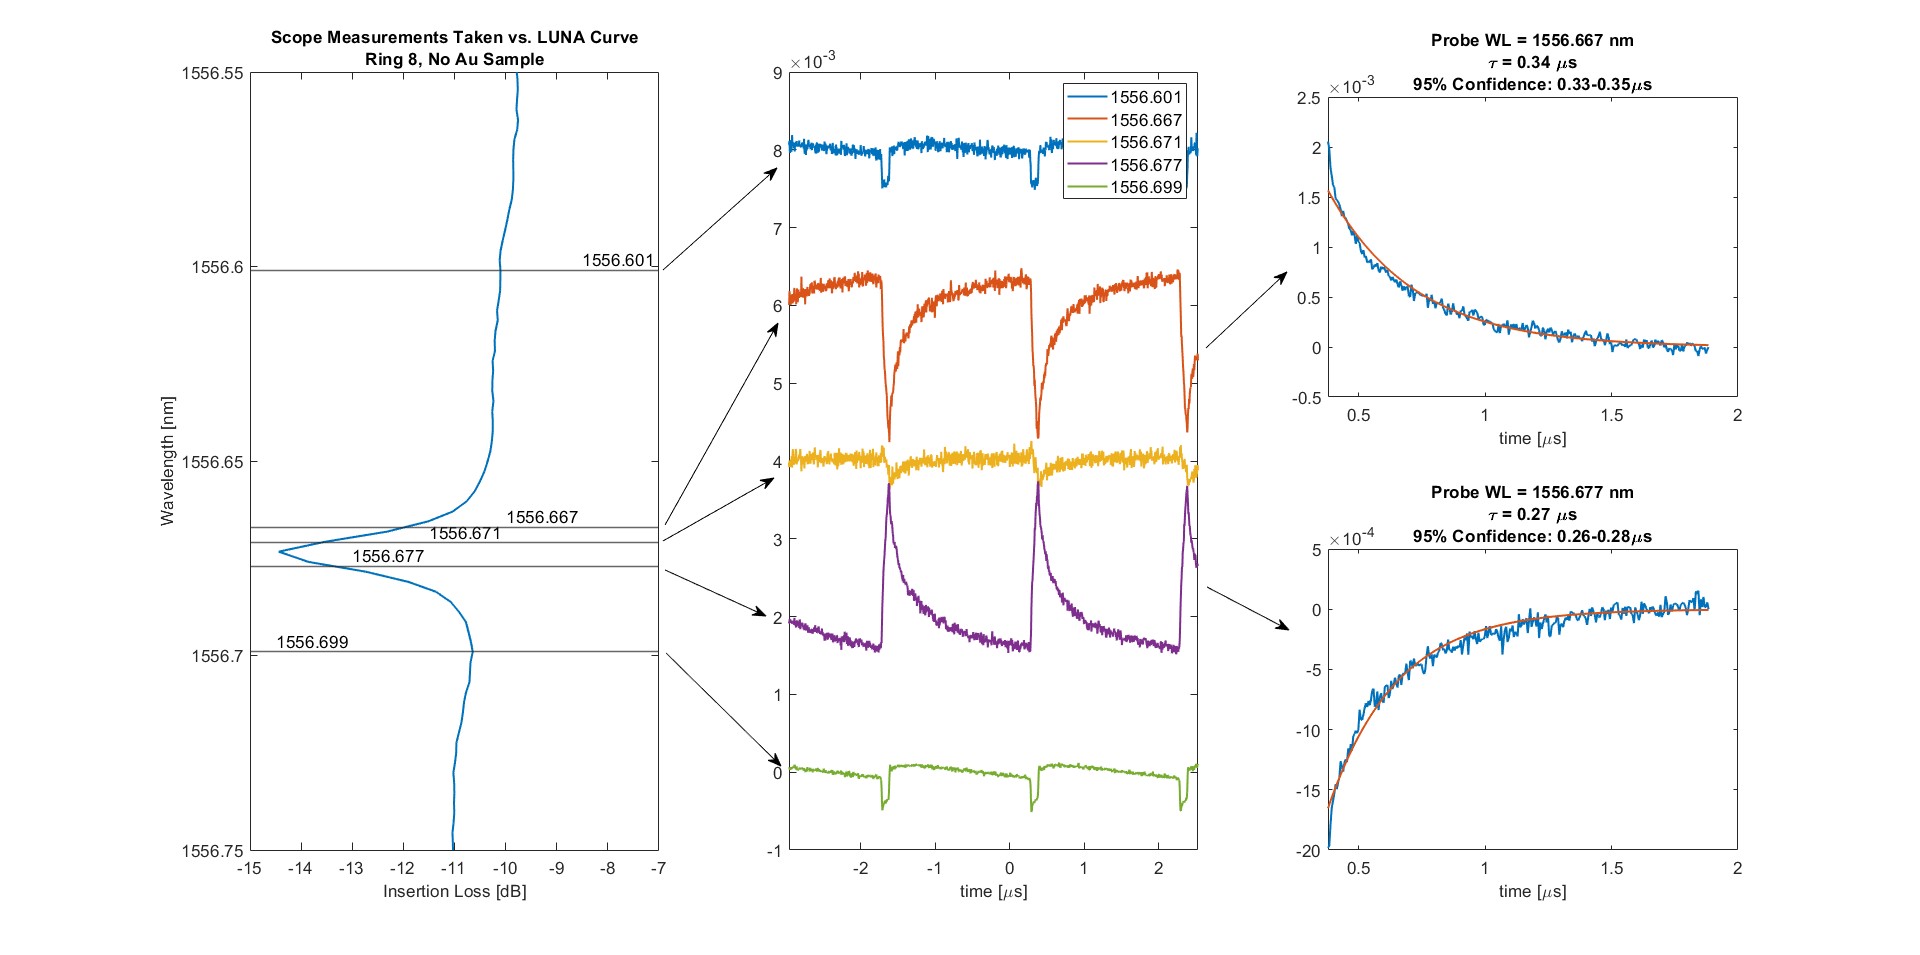 Scope Measurements Taken vs. LUNA Curve
Ring 8, No Au Sample
1556.55
1556.6
1556.65
1556.7
1556.75
Wavelength [nm]
1556.601
1556.667
1556.671
1556.677
1556.699
-15 -14 -13 -12 -11 -10 -9 -8 -7
Insertion Loss [dB]
×10-3
9
8
7
6
5
4
3
2
1
0
-1
1556.601
1556.667
1556.671
1556.677
1556.699
-2 -1 0 1 2
time [μs]
Probe WL = 1556.667 nm
τ = 0.34 μs
95% Confidence: 0.33-0.35μs
×10-3
2.5
2
1.5
1
0.5
0
-0.5
0.5 1 1.5 2
time [μs]
Probe WL = 1556.677 nm
τ = 0.27 μs
95% Confidence: 0.26-0.28μs
×10-4
5
0
-5
-10
-15
-20
0.5 1 1.5 2
time [μs]